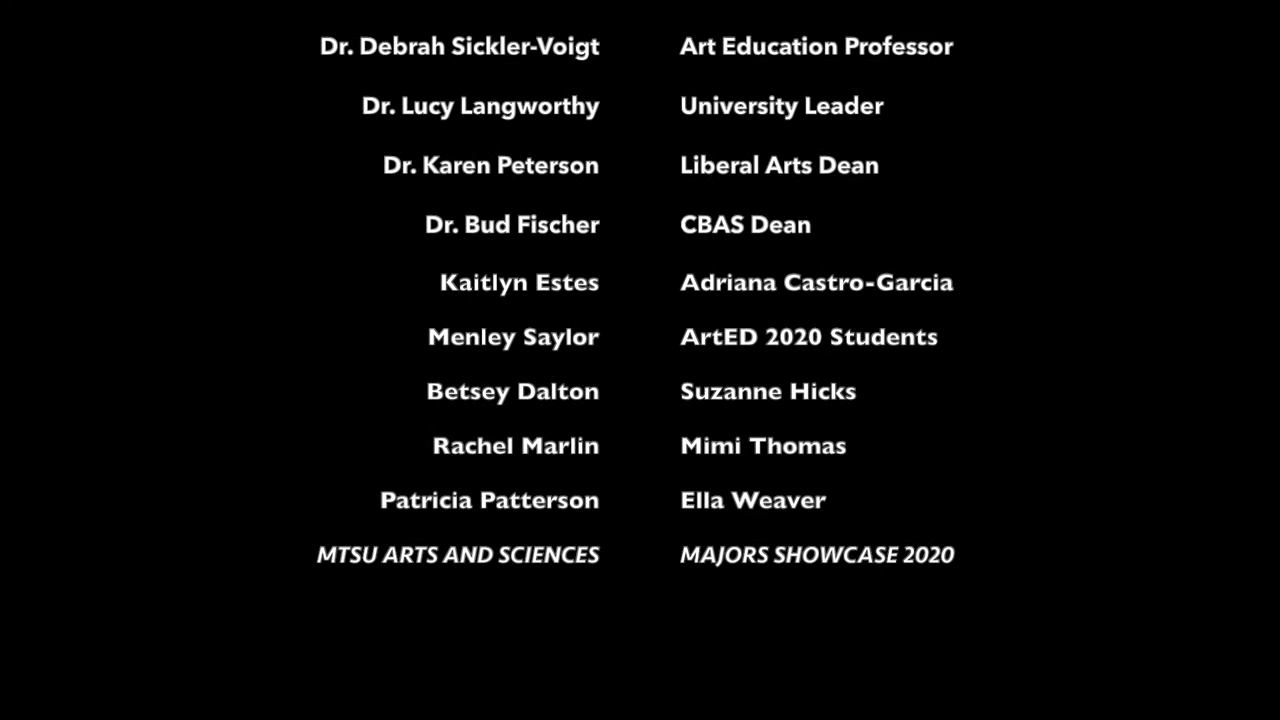 Dr. Debrah Sickler-Voigt Art Education Professor
Dr. Lucy Langworthy University Leader
Dr. Karen Peterson Liberal Arts Dean
Dr. Bud Fischer CBAS Dean
Kaitlyn Estes Adriana Castro-Garcia
Menley Saylor ArtED 2020 Students
Betsey Dalton Suzanne Hicks
Rachel Marlin Mimi Thomas
Patricia Patterson Ella Weaver
MTSU ARTS AND SCIENCES MAJORS SHOWCASE 2020